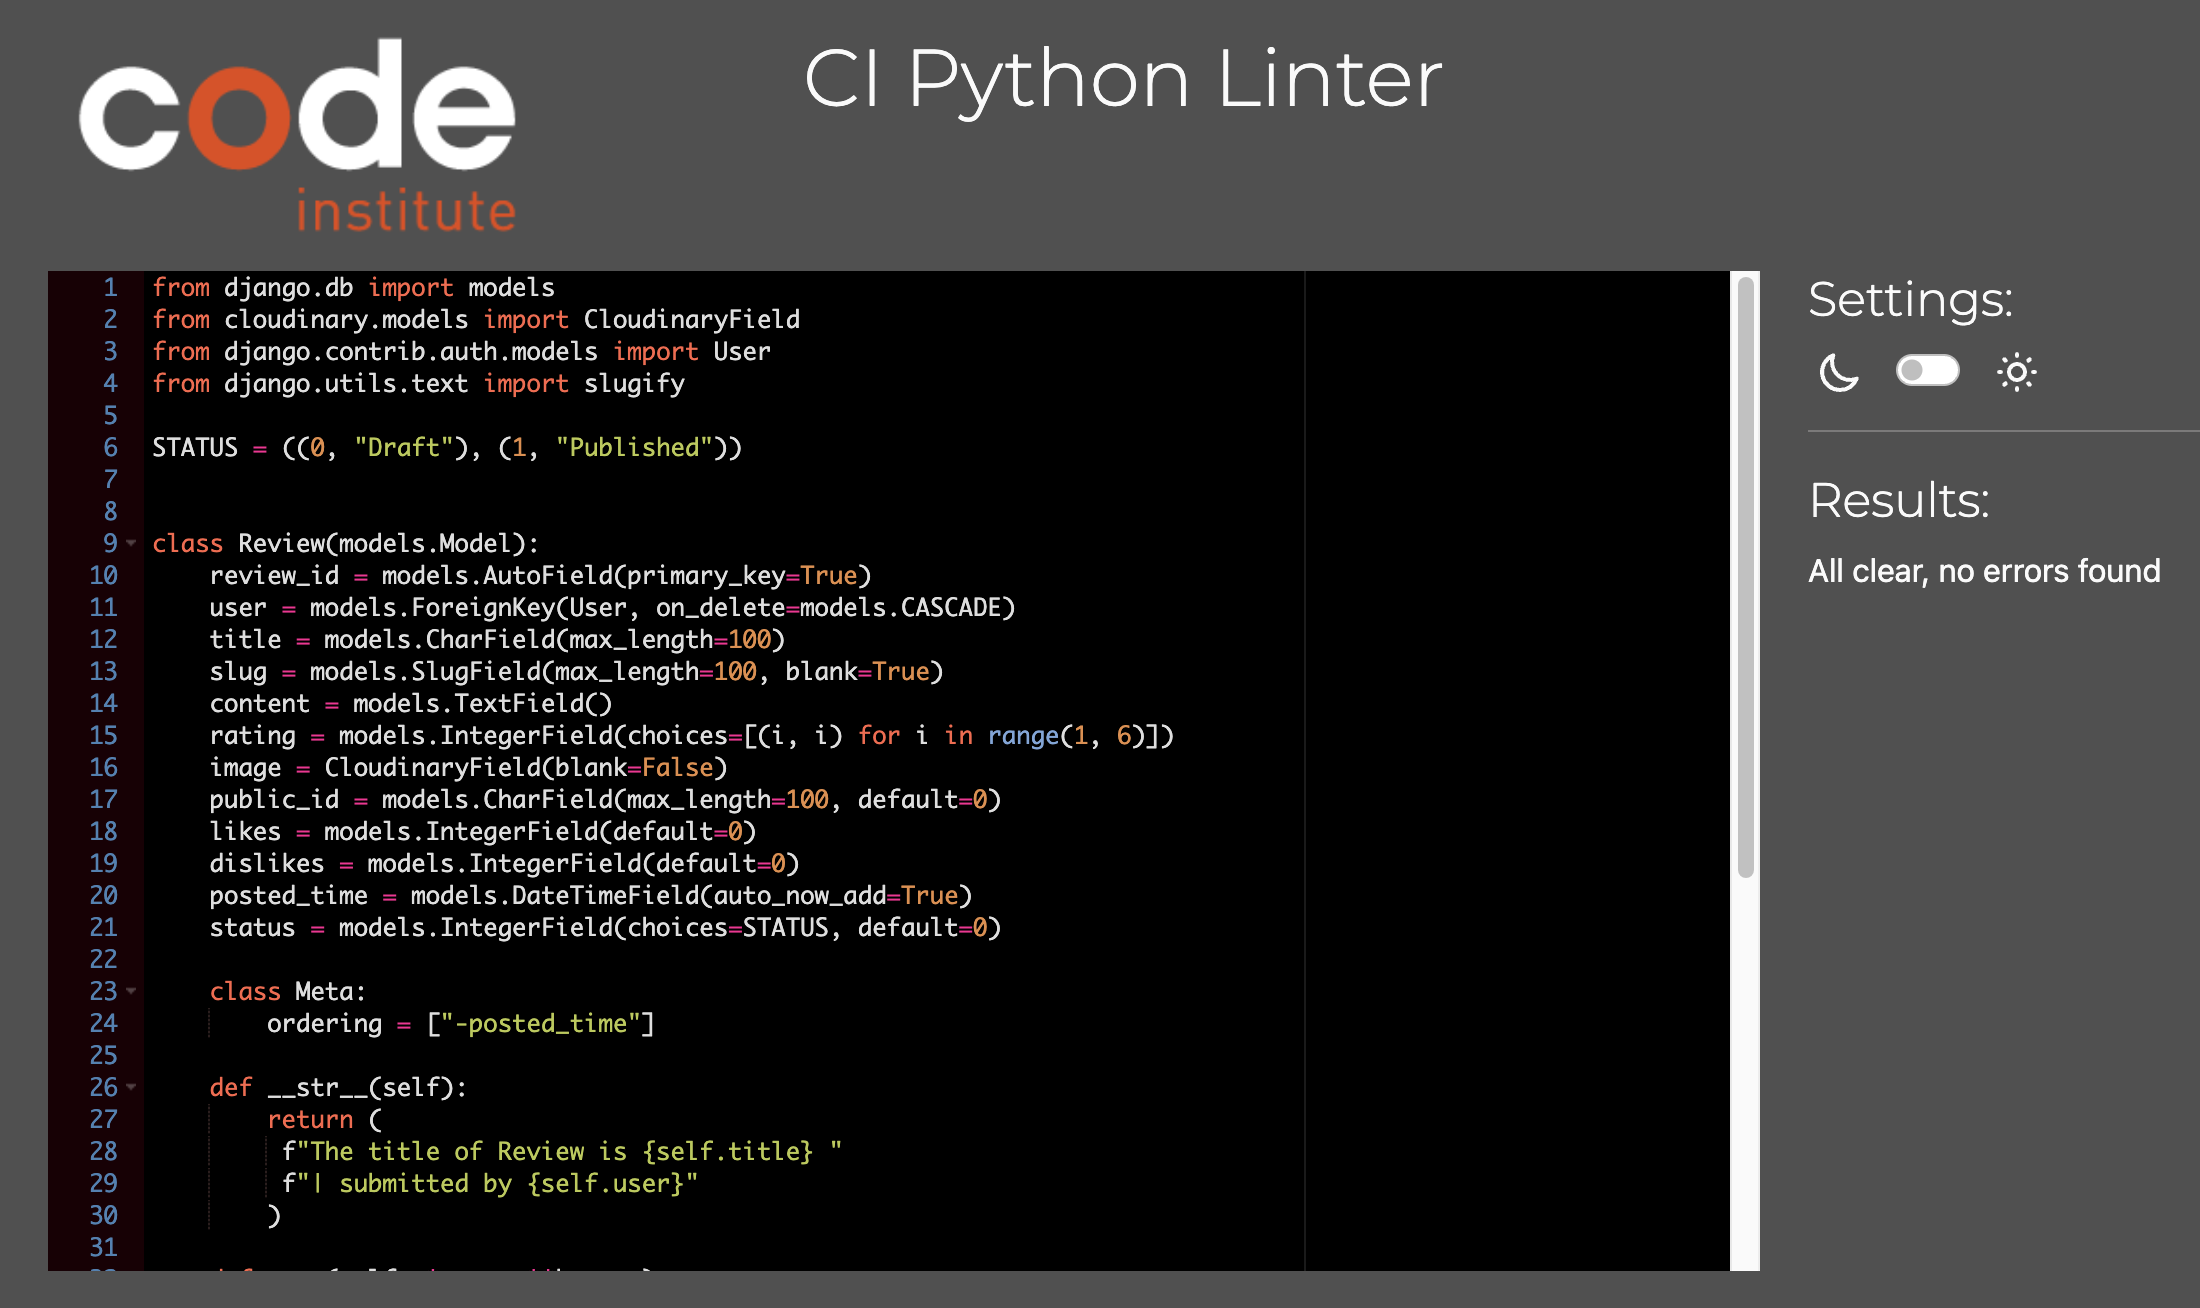 code
institute
CI Python Linter
1 from django.db import models
2 from cloudinary.models import CloudinaryField
3 from django.contrib.auth.models import User
4 from django.utils.text import slugify
5
6 STATUS = ((0, "Draft"), (1, "Published"))
7
8
9 class Review(models.Model):
10     review_id = models.AutoField(primary_key=True)
11     user = models.ForeignKey(User, on_delete=models.CASCADE)
12     title = models.CharField(max_length=100)
13     slug = models.SlugField(max_length=100, blank=True)
14     content = models.TextField()
15     rating = models.IntegerField(choices=[(i, i) for i in range(1, 6)])
16     image = CloudinaryField(blank=False)
17     public_id = models.CharField(max_length=100, default=0)
18     likes = models.IntegerField(default=0)
19     dislikes = models.IntegerField(default=0)
20     posted_time = models.DateTimeField(auto_now_add=True)
21     status = models.IntegerField(choices=STATUS, default=0)
22
23     class Meta:
24         ordering = ["-posted_time"]
25
26     def __str__(self):
27         return (
28          f"The title of Review is {self.title} "
29          f"| submitted by {self.user}"
30         )
31
Settings:
Results:
All clear, no errors found